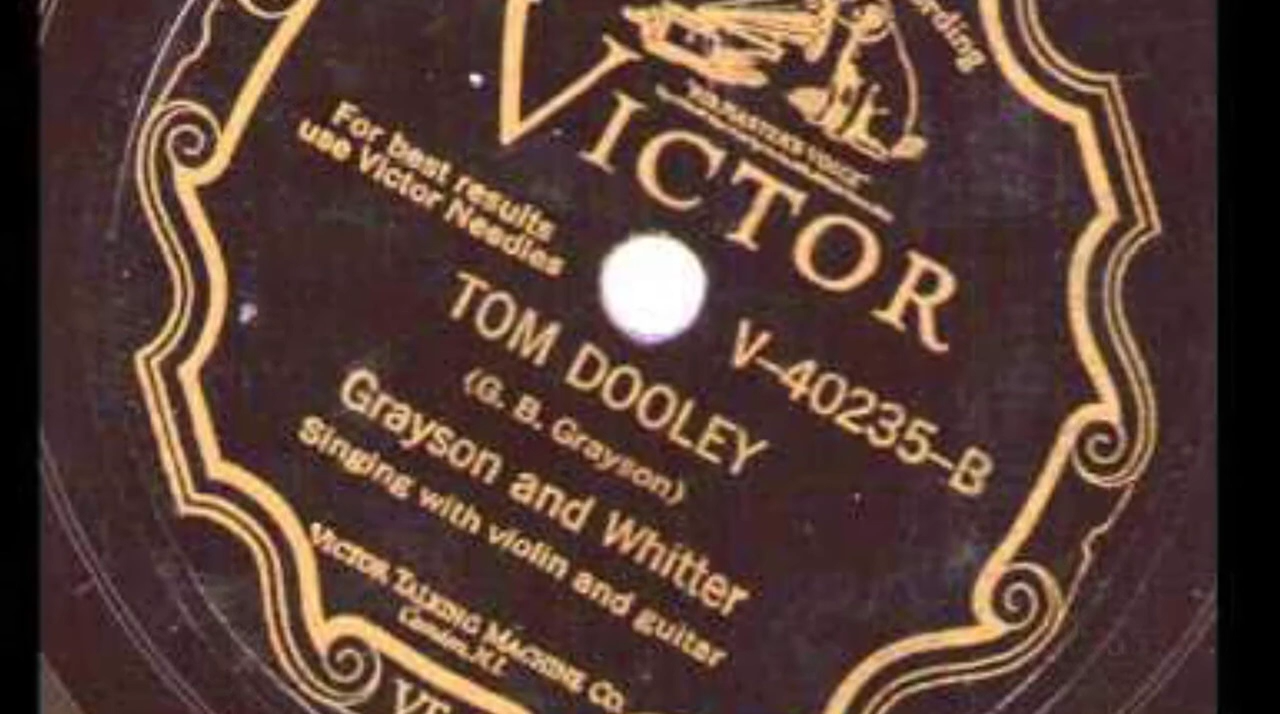 ording
HIS MASTER'S VOICE
VICTOR
For best results
use Victor Needles
V-40235-B
TOM DOOLEY
(G. B. Grayson)
Grayson and Whitter
Singing with violin and guitar
VICTOR TALKING MACHINE CO.
Camden, N.J.